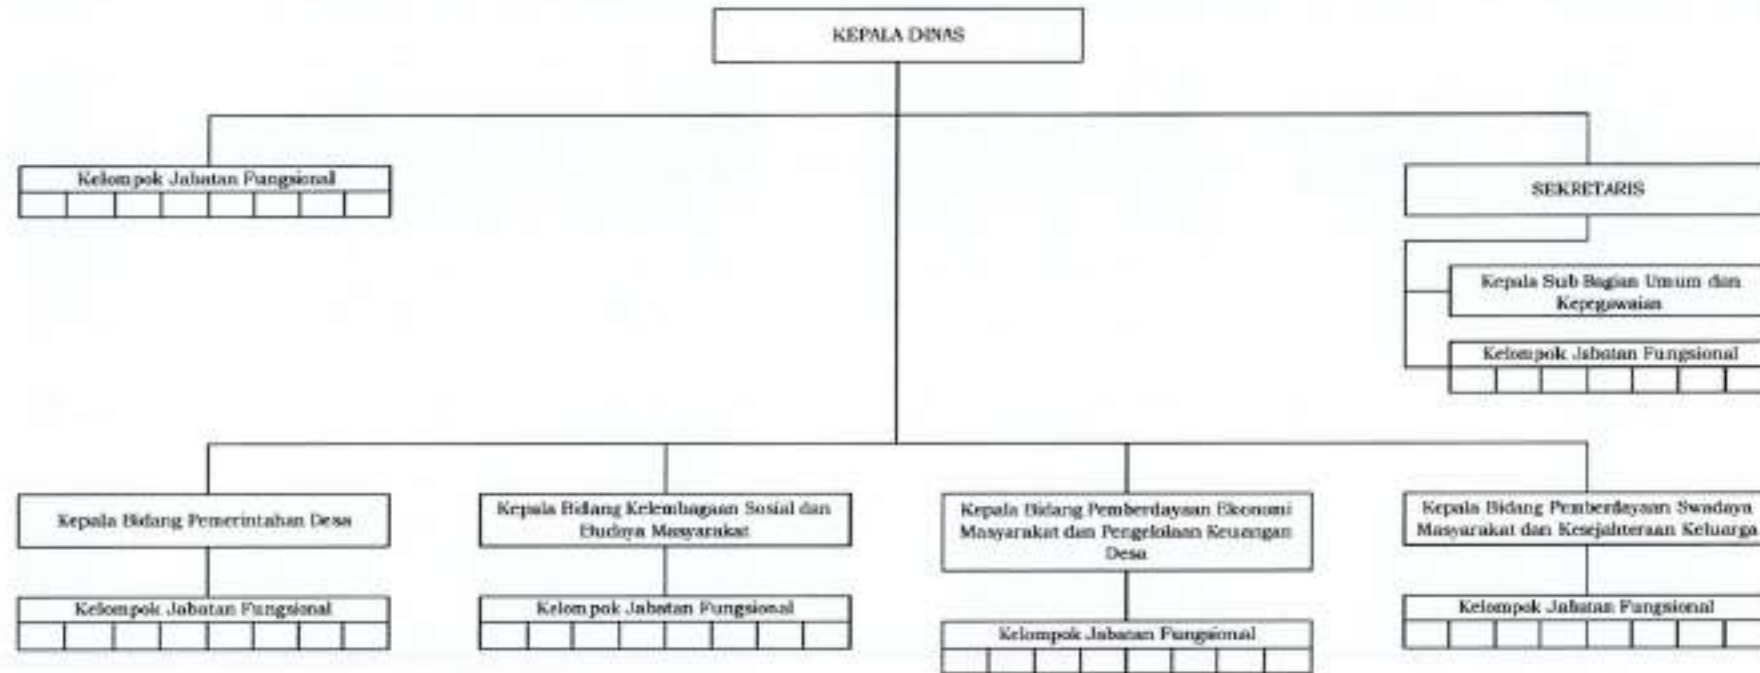 KEPALA DINAS
Kelompok Jabatan Fungsional
SEKRETARIS
Kepala Sub Bagian Umum dan
Kepegawaian
Kelompok Jabatan Fungsional
Kepala Bidang Pemerintahan Desa
Kelompok Jabatan Fungsional
Kepala Bidang Kelembagaan Sosial dan
Budaya Masyarakat
Kelompok Jabatan Fungsional
Kepala Bidang Pemberdayaan Ekonomi
Masyarakat dan Pengelolaan Keuangan
Desa
Kelompok Jabatan Fungsional
Kepala Bidang Pemberdayaan Swadaya
Masyarakat dan Kesejahteraan Keluarga
Kelompok Jabatan Fungsional